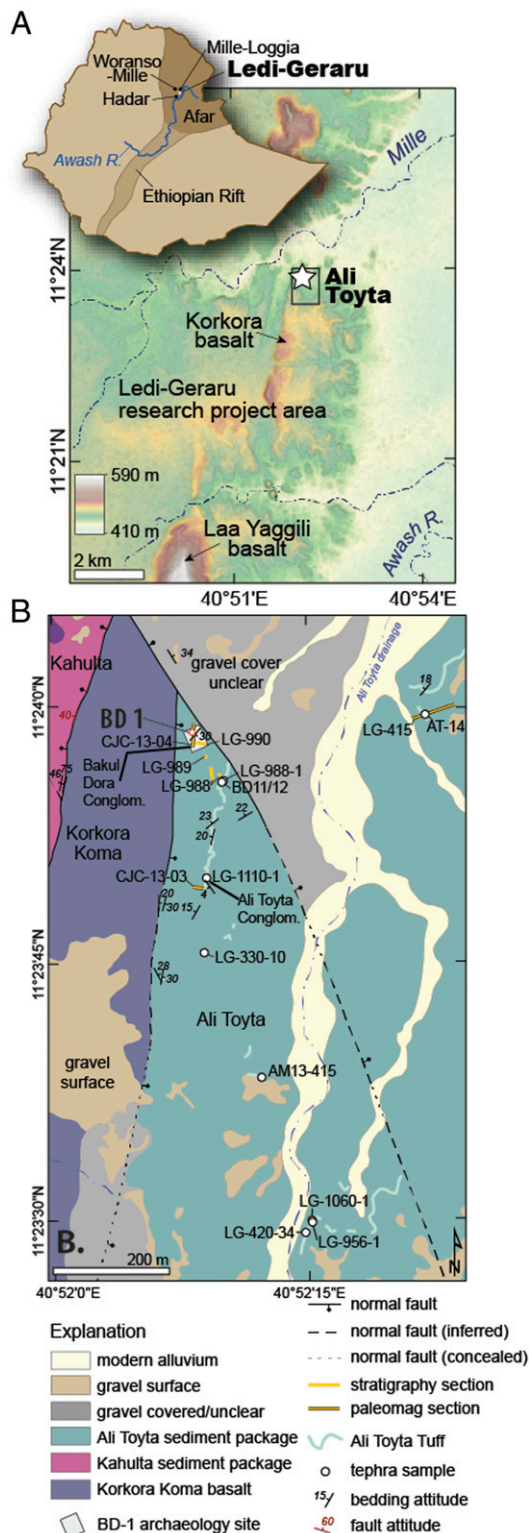 A
Mille-Loggia
Woranso
-Mille
Ledi-Geraru
Hadar
Afar
Awash R.
Ethiopian Rift
Mille
11°24'N
Ali
Toyta
Korkora
basalt
Ledi-Geraru
research project area
11°21'N
590 m
410 m
Laa Yaggili
basalt
Awash R.
2 km
40°51'E
40°54'E
B
Kahulta
34
gravel cover
unclear
Ali Toyta drainage
18
11°24'0"N
40
BD 1
30
LG-415
AT-14
CJC-13-04
LG-990
Bakul
Dora
Conglom.
LG-989
LG-988-1
LG-988
BD11/12
46
75
23
22
20
Korkora
Koma
CJC-13-03
LG-1110-1
4
Ali Toyta
Conglom.
20
30
15
LG-330-10
11°23'45"N
28
30
Ali Toyta
gravel
surface
AM13-415
LG-1060-1
11°23'30"N
LG-420-34
LG-956-1
B
200 m
N
40°52'0"E
40°52'15"E
Explanation
modern alluvium
gravel surface
gravel covered/unclear
Ali Toyta sediment package
Kahulta sediment package
Korkora Koma basalt
BD-1 archaeology site
normal fault
normal fault (inferred)
normal fault (concealed)
stratigraphy section
paleomag section
Ali Toyta Tuff
tephra sample
15 bedding attitude
60 fault attitude